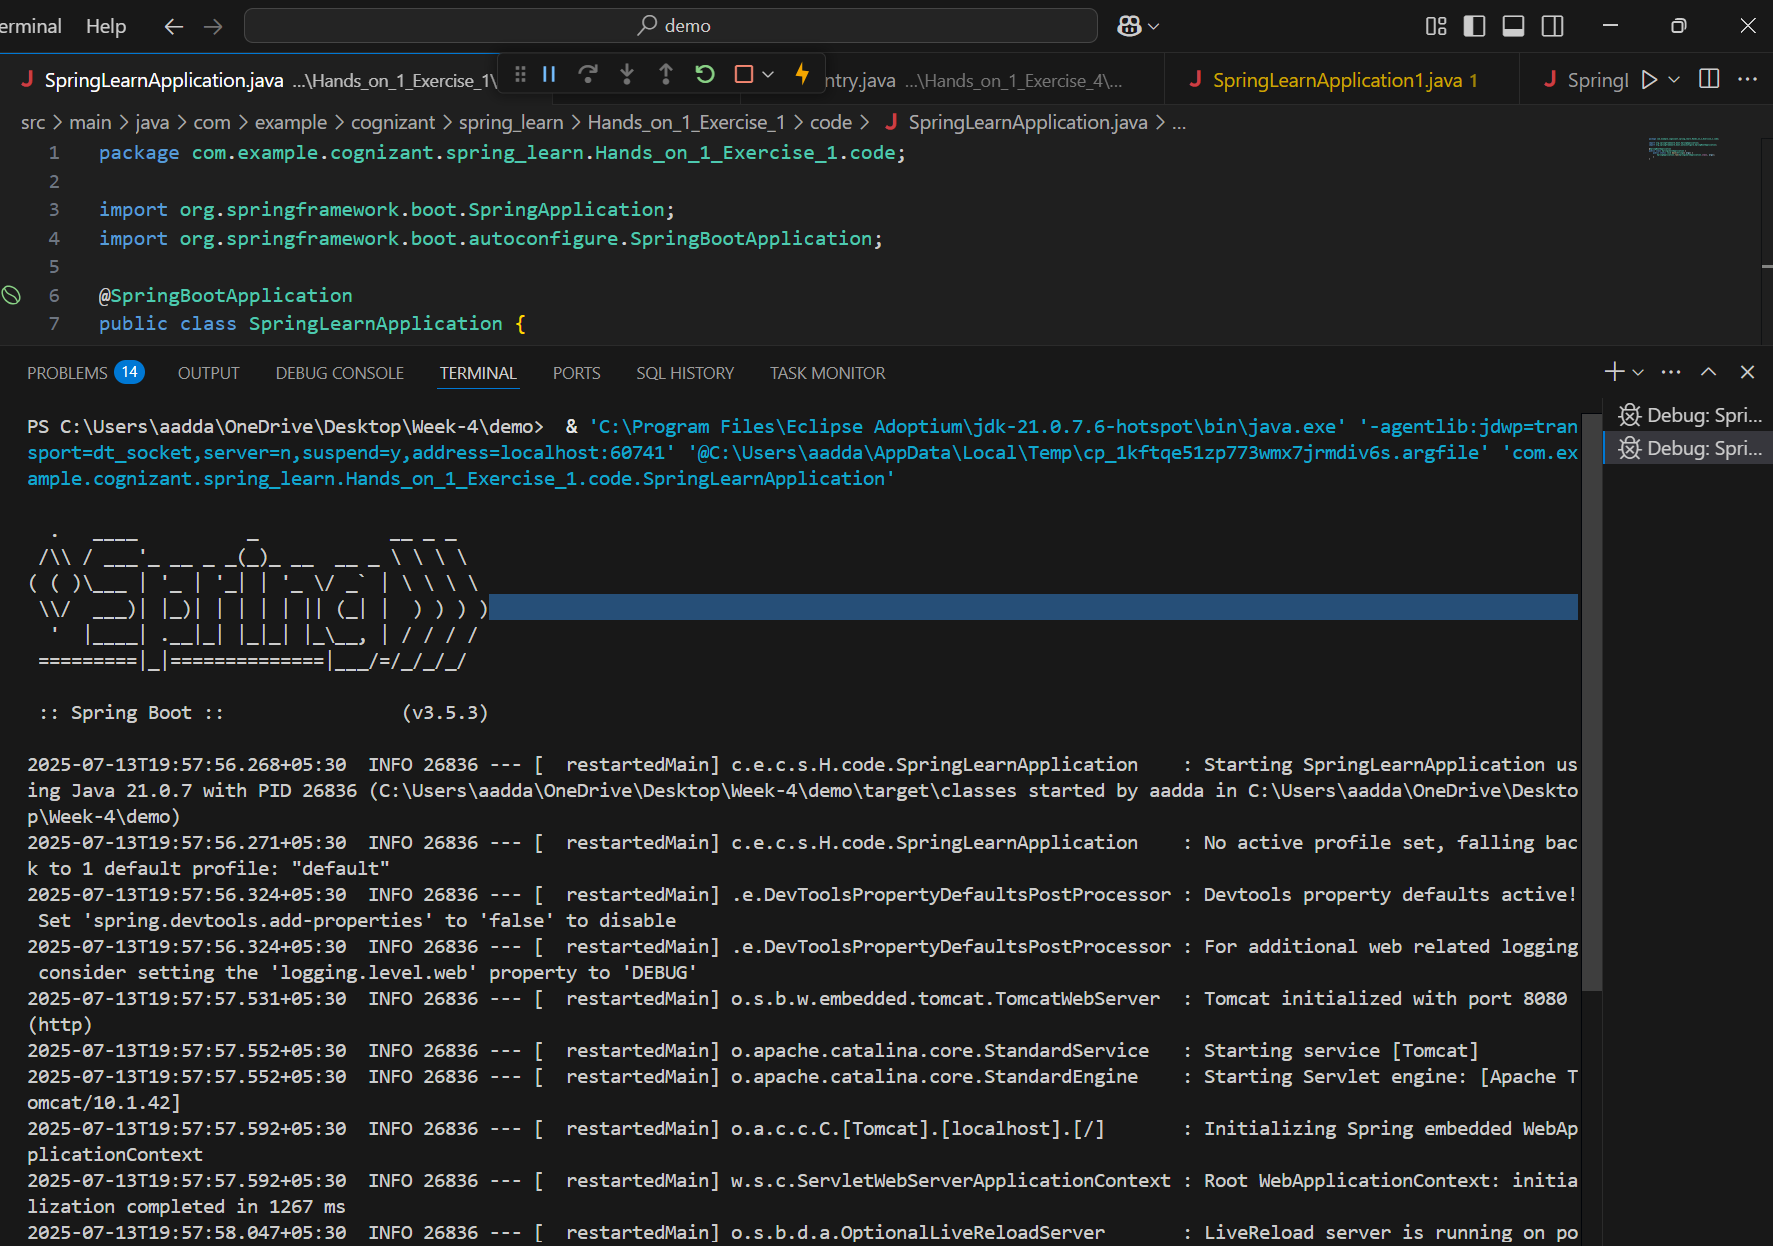 erminal Help demo
SpringLearnApplication.java ...\Hands_on_1_Exercise_1\ ntry.java ...\Hands_on_1_Exercise_4\... SpringLearnApplication1.java 1 Springl
src > main > java > com > example > cognizant > spring_learn > Hands_on_1_Exercise_1 > code > SpringLearnApplication.java > ...
1 package com.example.cognizant.spring_learn.Hands_on_1_Exercise_1.code;
2
3 import org.springframework.boot.SpringApplication;
4 import org.springframework.boot.autoconfigure.SpringBootApplication;
5
6 @SpringBootApplication
7 public class SpringLearnApplication {
PROBLEMS 14 OUTPUT DEBUG CONSOLE TERMINAL PORTS SQL HISTORY TASK MONITOR
Debug: Spri...
Debug: Spri...
PS C:\Users\aadda\OneDrive\Desktop\Week-4\demo>  & 'C:\Program Files\Eclipse Adoptium\jdk-21.0.7.6-hotspot\bin\java.exe' '-agentlib:jdwp=tran
sport=dt_socket,server=n,suspend=y,address=localhost:60741' '@C:\Users\aadda\AppData\Local\Temp\cp_1kftqe51zp773wmx7jrmdiv6s.argfile' 'com.ex
ample.cognizant.spring_learn.Hands_on_1_Exercise_1.code.SpringLearnApplication'
  .   ____          _            __ _ _
 /\\ / ___'_ __ _ _(_)_ __  __ _ \ \ \ \
( ( )\___ | '_ | '_| | '_ \/ _` | \ \ \ \
 \\/  ___)| |_)| | | | | || (_| |  ) ) ) )
  '  |____| .__|_| |_|_| |_\__, | / / / /
 =========|_|==============|___/=/_/_/_/
 :: Spring Boot ::                (v3.5.3)
2025-07-13T19:57:56.268+05:30  INFO 26836 --- [  restartedMain] c.e.c.s.H.code.SpringLearnApplication    : Starting SpringLearnApplication us
ing Java 21.0.7 with PID 26836 (C:\Users\aadda\OneDrive\Desktop\Week-4\demo\target\classes started by aadda in C:\Users\aadda\OneDrive\Deskto
p\Week-4\demo)
2025-07-13T19:57:56.271+05:30  INFO 26836 --- [  restartedMain] c.e.c.s.H.code.SpringLearnApplication    : No active profile set, falling bac
k to 1 default profile: "default"
2025-07-13T19:57:56.324+05:30  INFO 26836 --- [  restartedMain] .e.DevToolsPropertyDefaultsPostProcessor : Devtools property defaults active!
 Set 'spring.devtools.add-properties' to 'false' to disable
2025-07-13T19:57:56.324+05:30  INFO 26836 --- [  restartedMain] .e.DevToolsPropertyDefaultsPostProcessor : For additional web related logging
 consider setting the 'logging.level.web' property to 'DEBUG'
2025-07-13T19:57:57.531+05:30  INFO 26836 --- [  restartedMain] o.s.b.w.embedded.tomcat.TomcatWebServer  : Tomcat initialized with port 8080
(http)
2025-07-13T19:57:57.552+05:30  INFO 26836 --- [  restartedMain] o.apache.catalina.core.StandardService   : Starting service [Tomcat]
2025-07-13T19:57:57.552+05:30  INFO 26836 --- [  restartedMain] o.apache.catalina.core.StandardEngine    : Starting Servlet engine: [Apache T
omcat/10.1.42]
2025-07-13T19:57:57.592+05:30  INFO 26836 --- [  restartedMain] o.a.c.c.C.[Tomcat].[localhost].[/]       : Initializing Spring embedded WebAp
plicationContext
2025-07-13T19:57:57.592+05:30  INFO 26836 --- [  restartedMain] w.s.c.ServletWebServerApplicationContext : Root WebApplicationContext: initia
lization completed in 1267 ms
2025-07-13T19:57:58.047+05:30  INFO 26836 --- [  restartedMain] o.s.b.d.a.OptionalLiveReloadServer       : LiveReload server is running on po